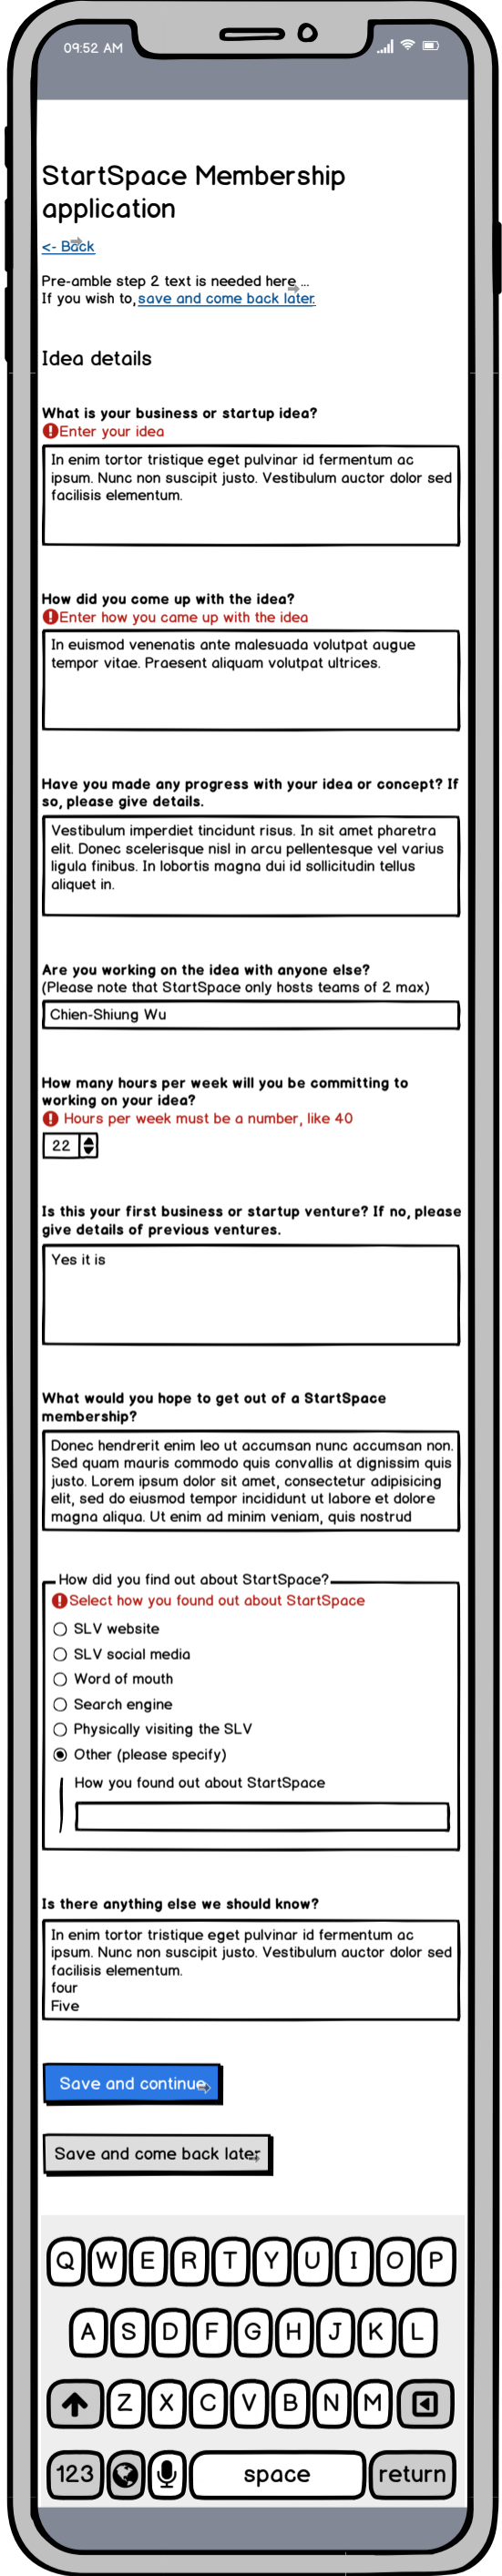 09:52 AM
StartSpace Membership
application
<- Back
Pre-amble step 2 text is needed here ...
If you wish to, save and come back later.
Idea details
What is your business or startup idea?
Enter your idea
In enim tortor tristique eget pulvinar id fermentum ac
ipsum. Nunc non suscipit justo. Vestibulum auctor dolor sed
facilisis elementum.
How did you come up with the idea?
Enter how you came up with the idea
In euismod venenatis ante malesuada volutpat augue
tempor vitae. Praesent aliquam volutpat ultrices.
Have you made any progress with your idea or concept? If
so, please give details.
Vestibulum imperdiet tincidunt risus. In sit amet pharetra
elit. Donec scelerisque nisl in arcu pellentesque vel varius
ligula finibus. In lobortis magna dui id sollicitudin tellus
aliquet in.
Are you working on the idea with anyone else?
(Please note that StartSpace only hosts teams of 2 max)
Chien-Shiung Wu
How many hours per week will you be committing to
working on your idea?
Hours per week must be a number, like 40
22
Is this your first business or startup venture? If no, please
give details of previous ventures.
Yes it is
What would you hope to get out of a StartSpace
membership?
Donec hendrerit enim leo ut accumsan nunc accumsan non.
Sed quam mauris commodo quis convallis at dignissim quis
justo. Lorem ipsum dolor sit amet, consectetur adipisicing
elit, sed do eiusmod tempor incididunt ut labore et dolore
magna aliqua. Ut enim ad minim veniam, quis nostrud
How did you find out about StartSpace?
Select how you found out about StartSpace
SLV website
SLV social media
Word of mouth
Search engine
Physically visiting the SLV
Other (please specify)
How you found out about StartSpace
Is there anything else we should know?
In enim tortor tristique eget pulvinar id fermentum ac
ipsum. Nunc non suscipit justo. Vestibulum auctor dolor sed
facilisis elementum.
four
Five
Save and continue
Save and come back later
Q W E R T Y U I O P
A S D F G H J K L
Z X C V B N M
123 space return